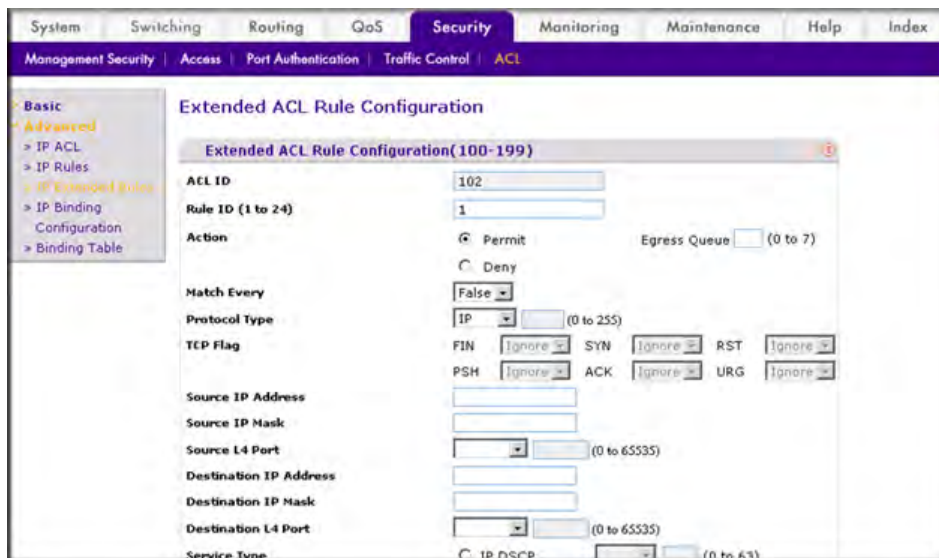 System Switching Routing QoS Security Monitoring Maintenance Help Index
Management Security Access Port Authentication Traffic Control ACL
Basic
Advanced
> IP ACL
> IP Rules
> IP Extended Rules
> IP Binding
Configuration
> Binding Table
Extended ACL Rule Configuration
Extended ACL Rule Configuration(100-199)
ACL ID 102
Rule ID (1 to 24) 1
Action Permit Egress Queue (0 to 7)
Deny
Match Every False
Protocol Type IP (0 to 255)
TCP Flag FIN Ignore SYN Ignore RST Ignore
PSH Ignore ACK Ignore URG Ignore
Source IP Address
Source IP Mask
Source L4 Port (0 to 65535)
Destination IP Address
Destination IP Mask
Destination L4 Port (0 to 65535)
Service Type IP DSCP (0 to 63)